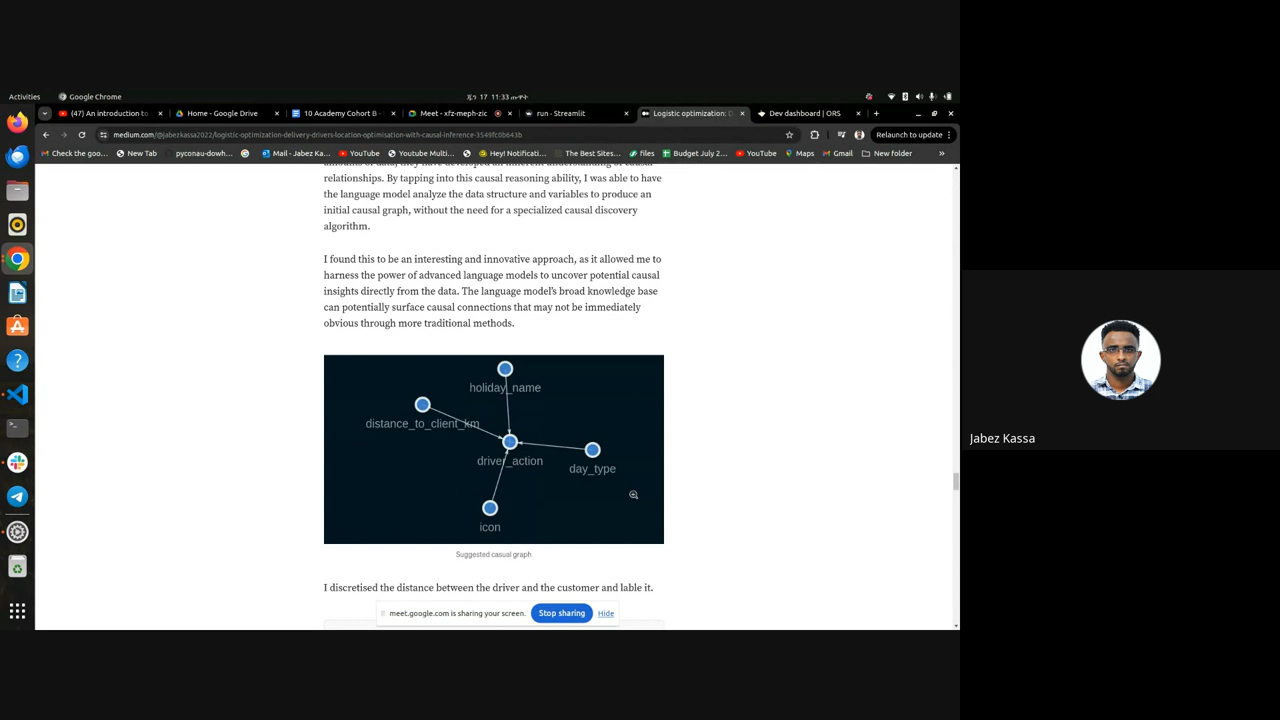 Activities
Google Chrome
11:33
(47) An introduction to
Home - Google Drive
10 Academy Cohort B -
Meet - xfz-meph-zic
run · Streamlit
Logistic optimization: D
Dev dashboard | ORS
medium.com/@jabezkassa2022/logistic-optimization-delivery-drivers-location-optimisation-with-causal-inference-3549fc0b643b
Relaunch to update
Check the goo...
New Tab
pyconau-dowh...
Mail - Jabez Ka...
YouTube
Youtube Multi...
Hey! Notificati...
The Best Sites...
files
Budget July 2...
YouTube
Maps
Gmail
New folder
relationships. By tapping into this causal reasoning ability, I was able to have
the language model analyze the data structure and variables to produce an
initial causal graph, without the need for a specialized causal discovery
algorithm.
I found this to be an interesting and innovative approach, as it allowed me to
harness the power of advanced language models to uncover potential causal
insights directly from the data. The language model's broad knowledge base
can potentially surface causal connections that may not be immediately
obvious through more traditional methods.
holiday_name
distance_to_client_km
driver_action
day_type
icon
Suggested casual graph
I discretised the distance between the driver and the customer and lable it.
meet.google.com is sharing your screen.
Stop sharing
Hide
Jabez Kassa